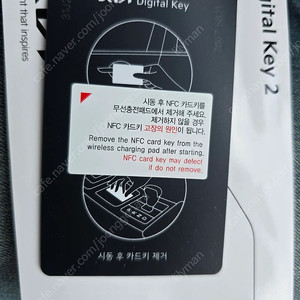 Digital Key
시동 후 NFC 카드키를
무선충전패드에서 제거해 주세요.
제거하지 않을 경우
NFC 카드키 고장의 원인이 됩니다.
Remove the NFC card key from the
wireless charging pad after starting.
NFC card key may defect
if do not remove.
시동 후 카드키 제거
Digital Key 2
nt that inspires